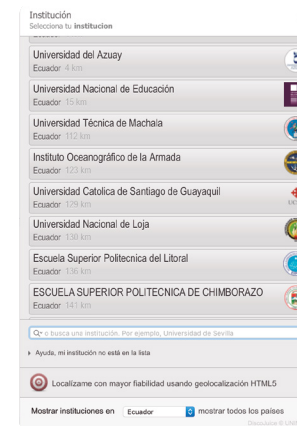 Institución
Selecciona tu institucion
Universidad del Azuay
Ecuador 4 km
Universidad Nacional de Educación
Ecuador 15 km
Universidad Técnica de Machala
Ecuador 112 km
Instituto Oceanográfico de la Armada
Ecuador 123 km
Universidad Catolica de Santiago de Guayaquil
Ecuador 129 km
Universidad Nacional de Loja
Ecuador 130 km
Escuela Superior Politecnica del Litoral
Ecuador 136 km
ESCUELA SUPERIOR POLITECNICA DE CHIMBORAZO
Ecuador 141 km
o busca una institución. Por ejemplo, Universidad de Sevilla
Ayuda, mi institución no está en la lista
Localízame con mayor fiabilidad usando geolocalización HTML5
Mostrar instituciones en Ecuador mostrar todos los países